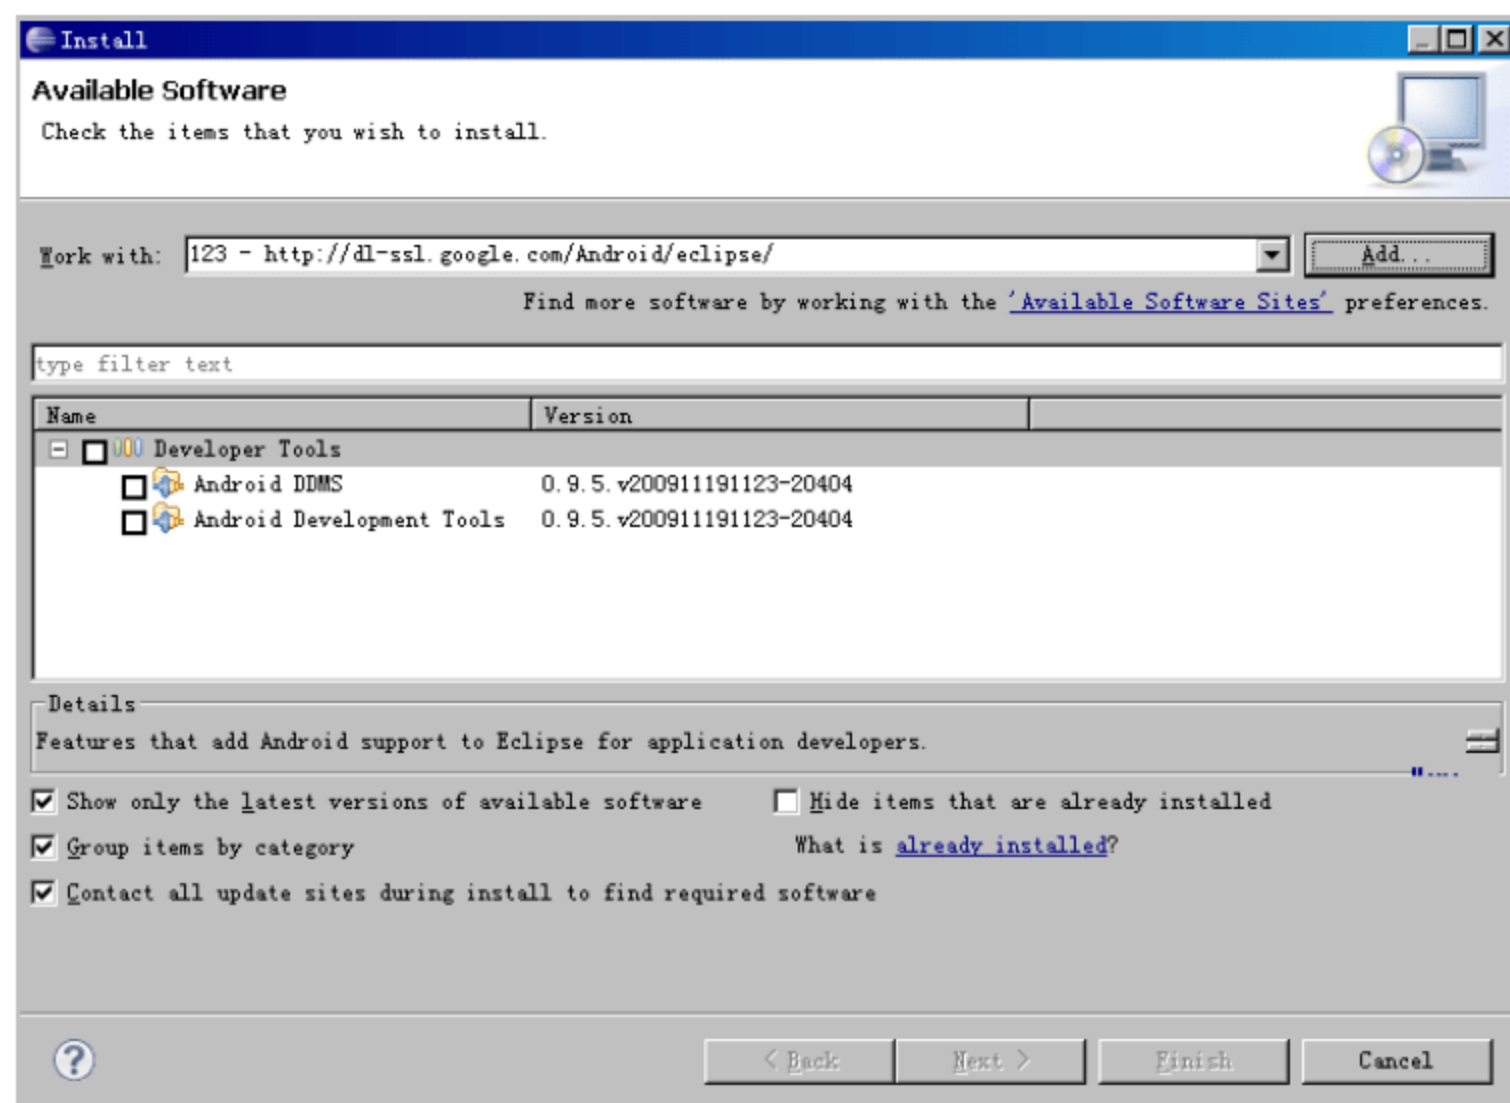 Install
Available Software
Check the items that you wish to install.
Work with: 123 - http://dl-ssl.google.com/Android/eclipse/ Add...
Find more software by working with the 'Available Software Sites' preferences.
type filter text
Name Version
Developer Tools
Android DDMS 0.9.5.v200911191123-20404
Android Development Tools 0.9.5.v200911191123-20404
Details
Features that add Android support to Eclipse for application developers.
Show only the latest versions of available software Hide items that are already installed
Group items by category What is already installed?
Contact all update sites during install to find required software
? < Back Next > Finish Cancel